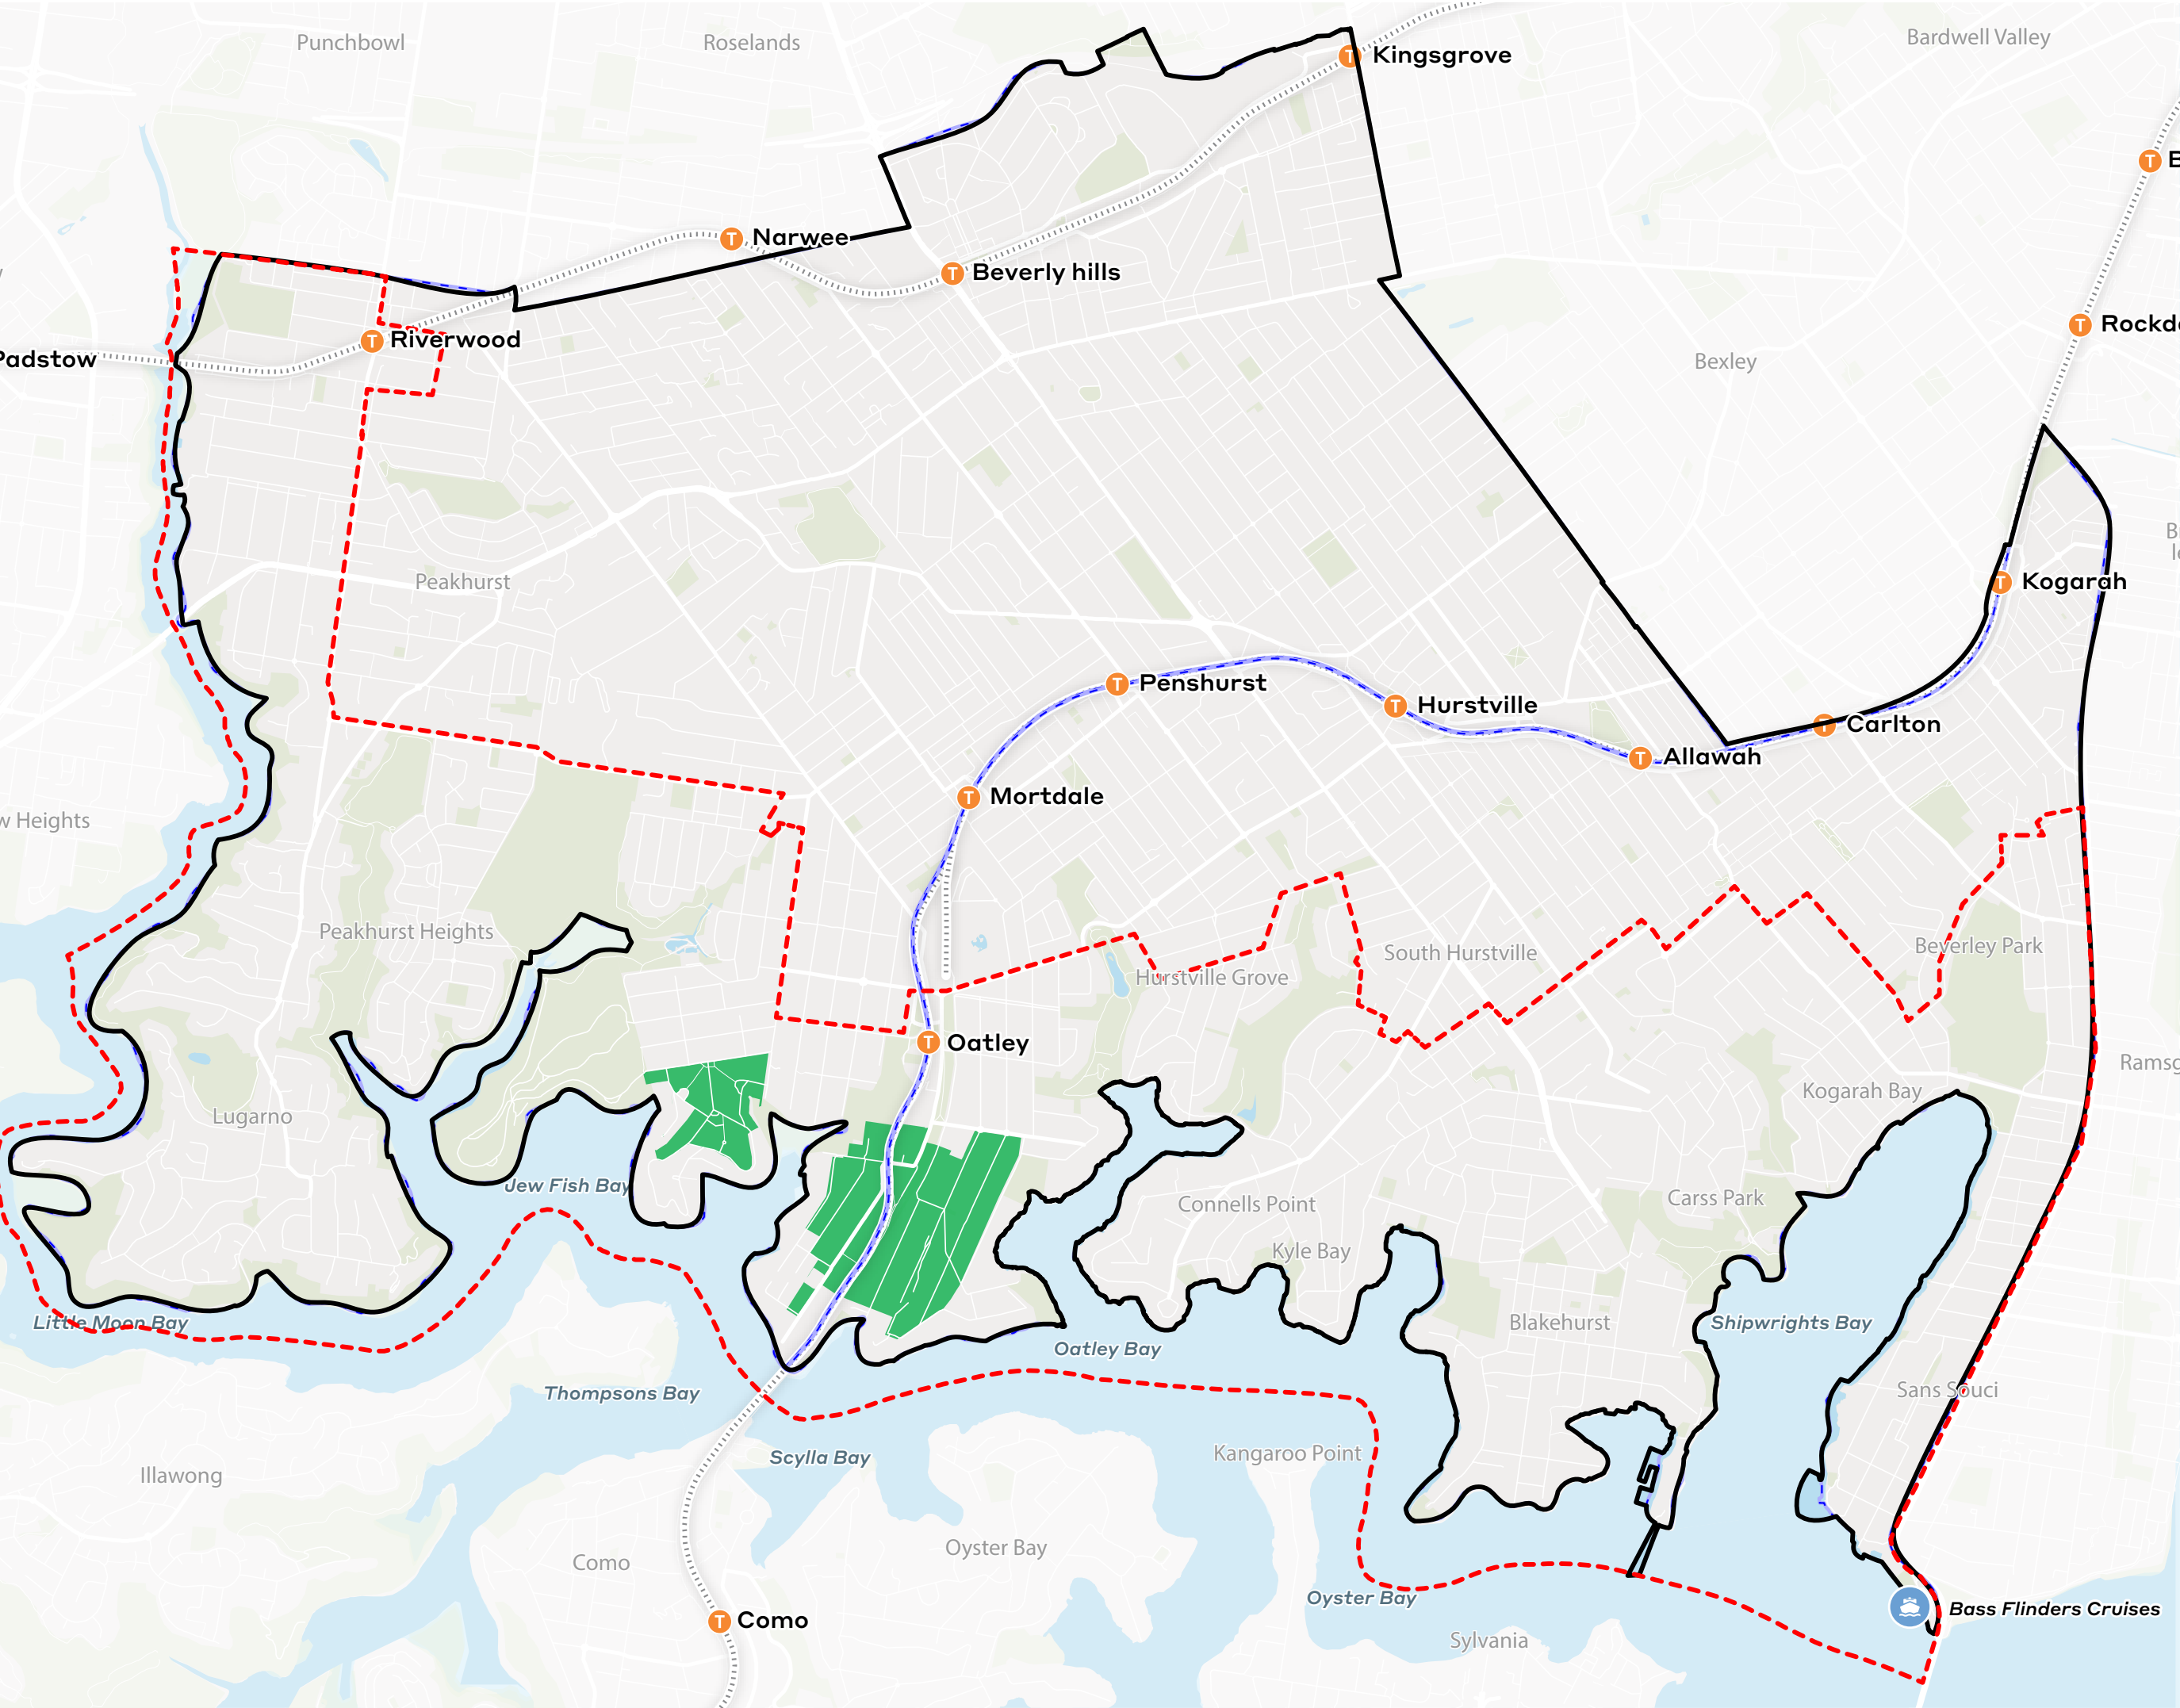 Punchbowl
Roselands
Bardwell Valley
Kingsgrove
Narwee
Beverly hills
Riverwood
Padstow
Bexley
Peakhurst
Kogarah
Penshurst
Hurstville
Carlton
Allawah
Mortdale
Peakhurst Heights
South Hurstville
Beverley Park
Hurstville Grove
Oatley
Kogarah Bay
Lugarno
Jew Fish Bay
Connells Point
Carss Park
Kyle Bay
Little Moon Bay
Blakehurst
Shipwrights Bay
Oatley Bay
Thompsons Bay
Sans Souci
Kangaroo Point
Scylla Bay
Illawong
Oyster Bay
Como
Oyster Bay
Bass Flinders Cruises
Como
Sylvania